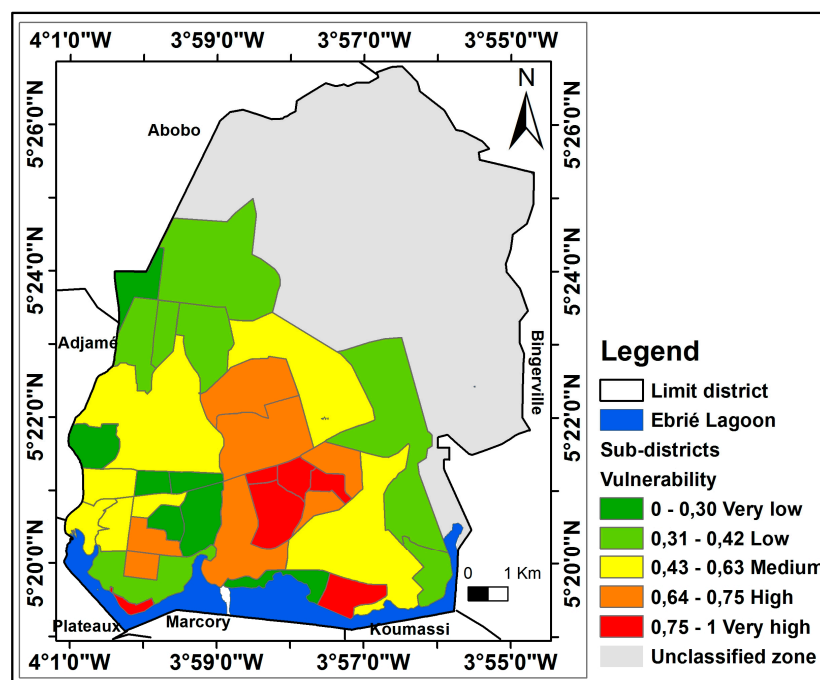 4°1'0"W 3°59'0"W 3°57'0"W 3°55'0"W
N
5°26'0"N
5°26'0"N
Abobo
5°24'0"N
5°24'0"N
Adjamé
Bingerville
5°22'0"N
5°22'0"N
5°20'0"N
5°20'0"N
0 1 Km
Plateaux
Marcory
Koumassi
4°1'0"W 3°59'0"W 3°57'0"W 3°55'0"W
Legend
Limit district
Ebrié Lagoon
Sub-districts
Vulnerability
0 - 0,30 Very low
0,31 - 0,42 Low
0,43 - 0,63 Medium
0,64 - 0,75 High
0,75 - 1 Very high
Unclassified zone